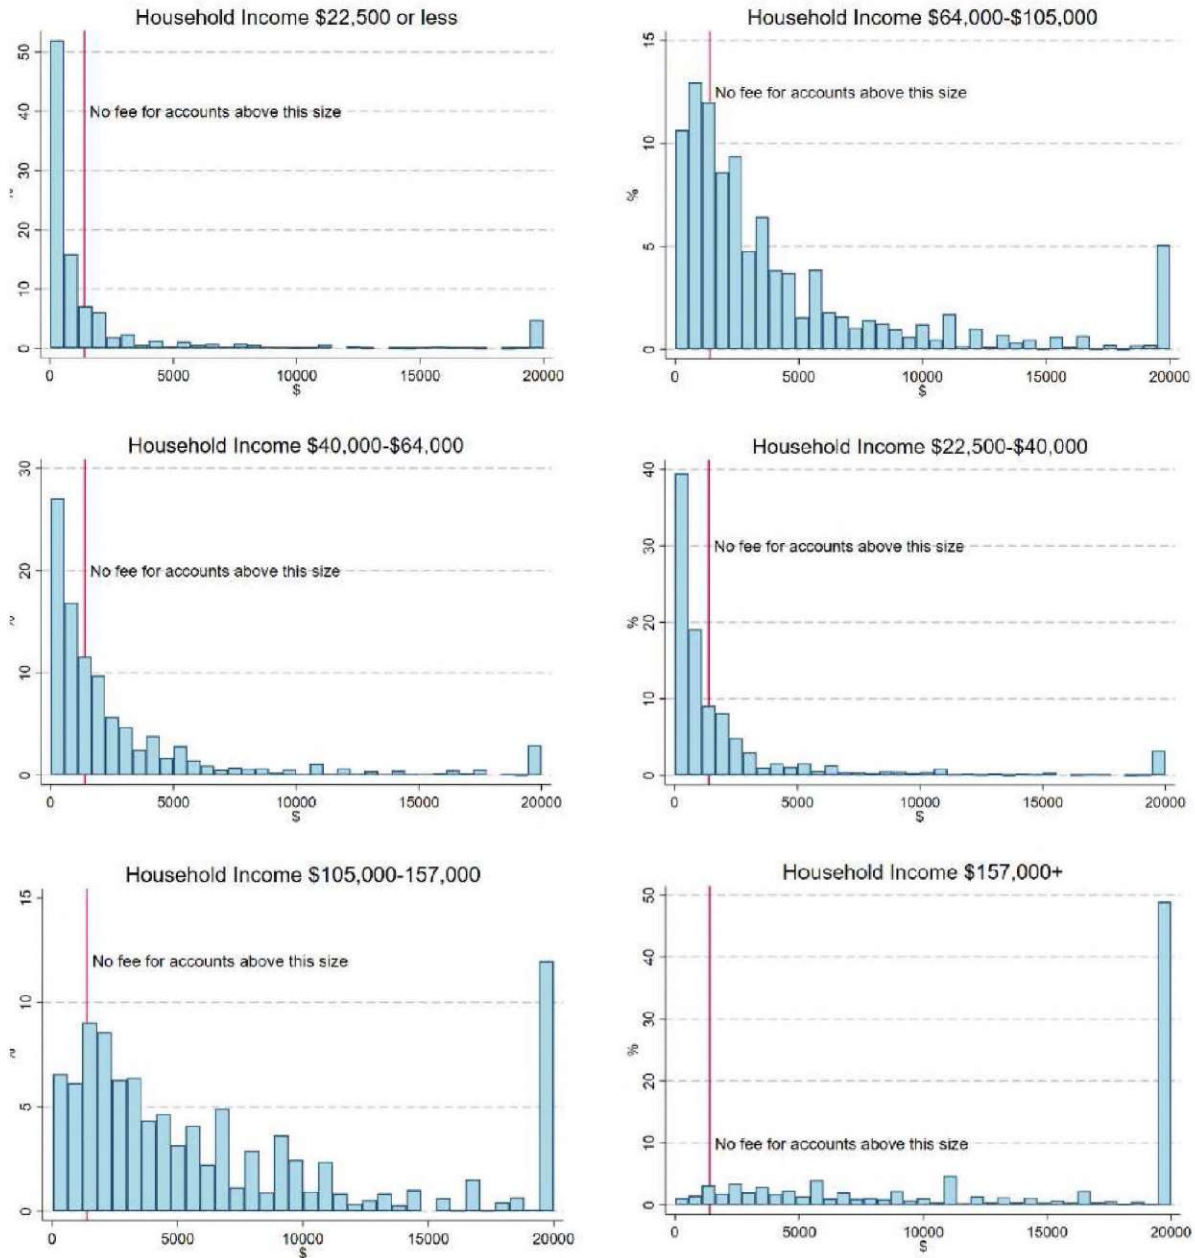 Household Income $22,500 or less
50
40
30
20
10
0
No fee for accounts above this size
0 5000 10000 15000 20000
$
Household Income $64,000-$105,000
15
10
5
0
%
No fee for accounts above this size
0 5000 10000 15000 20000
$
Household Income $40,000-$64,000
30
20
10
0
No fee for accounts above this size
0 5000 10000 15000 20000
$
Household Income $22,500-$40,000
40
30
20
10
0
%
No fee for accounts above this size
0 5000 10000 15000 20000
$
Household Income $105,000-157,000
15
10
5
0
No fee for accounts above this size
0 5000 10000 15000 20000
$
Household Income $157,000+
50
40
30
20
10
0
%
No fee for accounts above this size
0 5000 10000 15000 20000
$